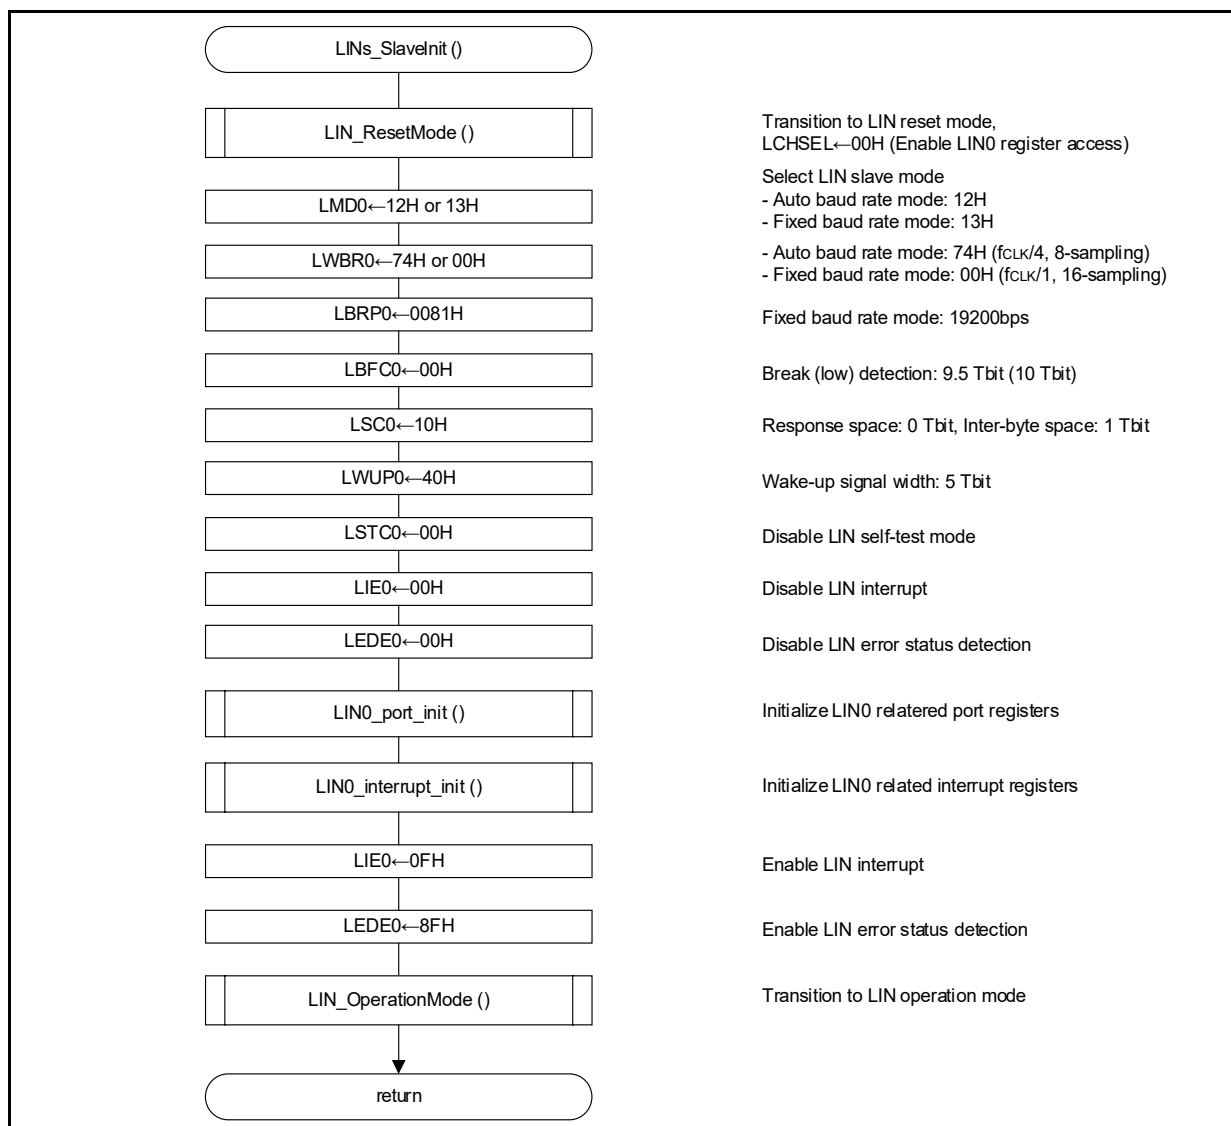 LINs_SlaveInit ()
LIN_ResetMode ()
Transition to LIN reset mode,
LCHSEL←00H (Enable LIN0 register access)
LMD0←12H or 13H
Select LIN slave mode
- Auto baud rate mode: 12H
- Fixed baud rate mode: 13H
LWBR0←74H or 00H
- Auto baud rate mode: 74H (fCLK/4, 8-sampling)
- Fixed baud rate mode: 00H (fCLK/1, 16-sampling)
LBRP0←0081H
Fixed baud rate mode: 19200bps
LBFC0←00H
Break (low) detection: 9.5 Tbit (10 Tbit)
LSC0←10H
Response space: 0 Tbit, Inter-byte space: 1 Tbit
LWUP0←40H
Wake-up signal width: 5 Tbit
LSTC0←00H
Disable LIN self-test mode
LIE0←00H
Disable LIN interrupt
LEDE0←00H
Disable LIN error status detection
LIN0_port_init ()
Initialize LIN0 relatered port registers
LIN0_interrupt_init ()
Initialize LIN0 related interrupt registers
LIE0←0FH
Enable LIN interrupt
LEDE0←8FH
Enable LIN error status detection
LIN_OperationMode ()
Transition to LIN operation mode
return